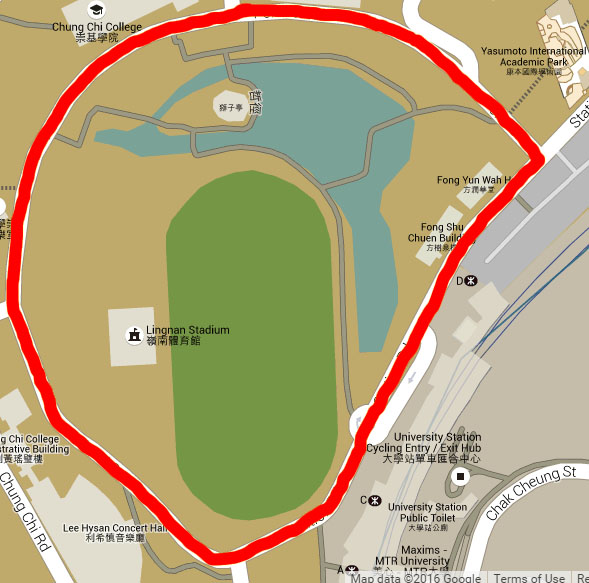 Chung Chi College
崇基學院
Yasumoto International
Academic Park
康本國際學術園
獅子亭
Fong Yun Wah H
方潤華堂
Fong Shu
Chuen Building
方樹泉樓
D
Lingnan Stadium
嶺南體育館
ng Chi College
strative Building
University Station
Cycling Entry / Exit Hub
大學站單車匯合中心
Chung Chi Rd
Chak Cheung St
C
University Station
Public Toilet
大學站公廁
Lee Hysan Concert Hall
利希慎音樂廳
Maxims -
MTR University
A
Map data ©2016 Google Terms of Use